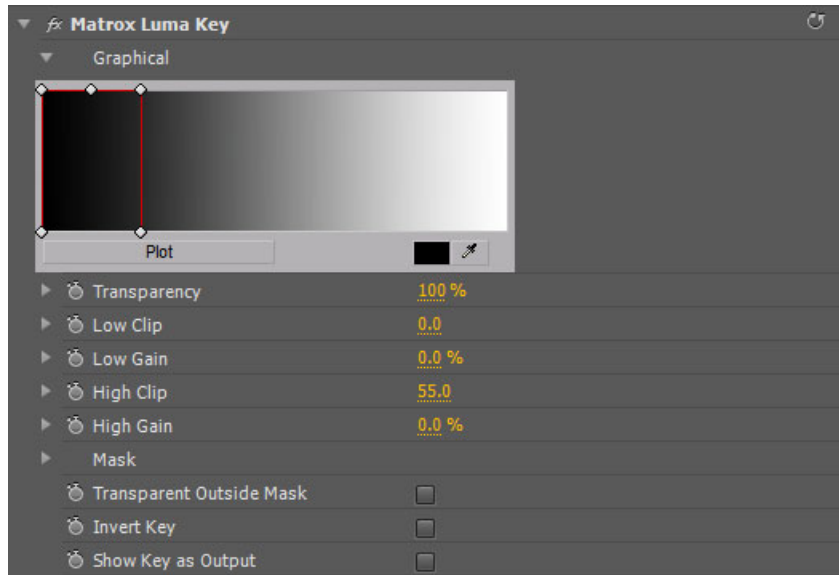 fx Matrox Luma Key
Graphical
Plot
Transparency 100 %
Low Clip 0.0
Low Gain 0.0 %
High Clip 55.0
High Gain 0.0 %
Mask
Transparent Outside Mask
Invert Key
Show Key as Output